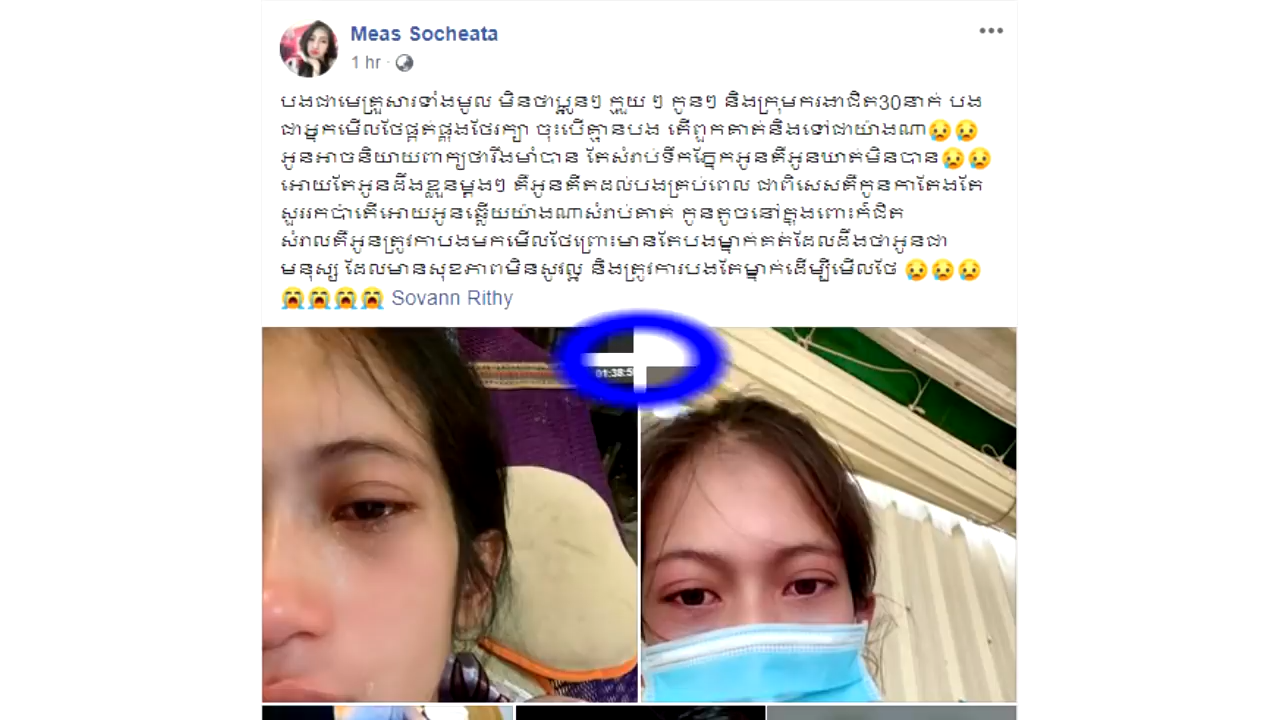 Meas Socheata
1 hr ·
បងជាមេគ្រួសារទាំងមូល មិនថាប្អូនៗ ក្មួយ ៗ កូនៗ និងក្រុមការងារជិត30នាក់ បង
ជាអ្នកមើលថែផ្គត់ផ្គុងថែរក្សា ចុះបើគ្មានបង តើពួកគាត់និងទៅជាយ៉ាងណា😥😥
អូនអាចនិយាយពាក្យថារឹងមាំបាន តែសំរាប់ទឹកភ្នែកអូនគឺអូនឃាត់មិនបាន😥😥
អោយតែអូនដឹងខ្លួនម្តងៗ គឺអូនគឹតដល់បងគ្រប់ពេល ជាពិសេសគឺកូនកាតែងតែ
សួររកប៉ាតើអោយអូនឆ្លើយយ៉ាងណាសំរាប់គាត់ កូនតូចនៅក្នុងពោះក៏ជិត
សំរាលគឺអូនត្រូវកាបងមកមើលថែព្រោះមានតែបងម្នាក់គត់ដែលដឹងថាអូនជា
មនុស្ស ដែលមានសុខភាពមិនសូវល្អ និងត្រូវការបងតែម្នាក់ដើម្បីមើលថែ 😥😥😥
😭😭😭😭 Sovann Rithy